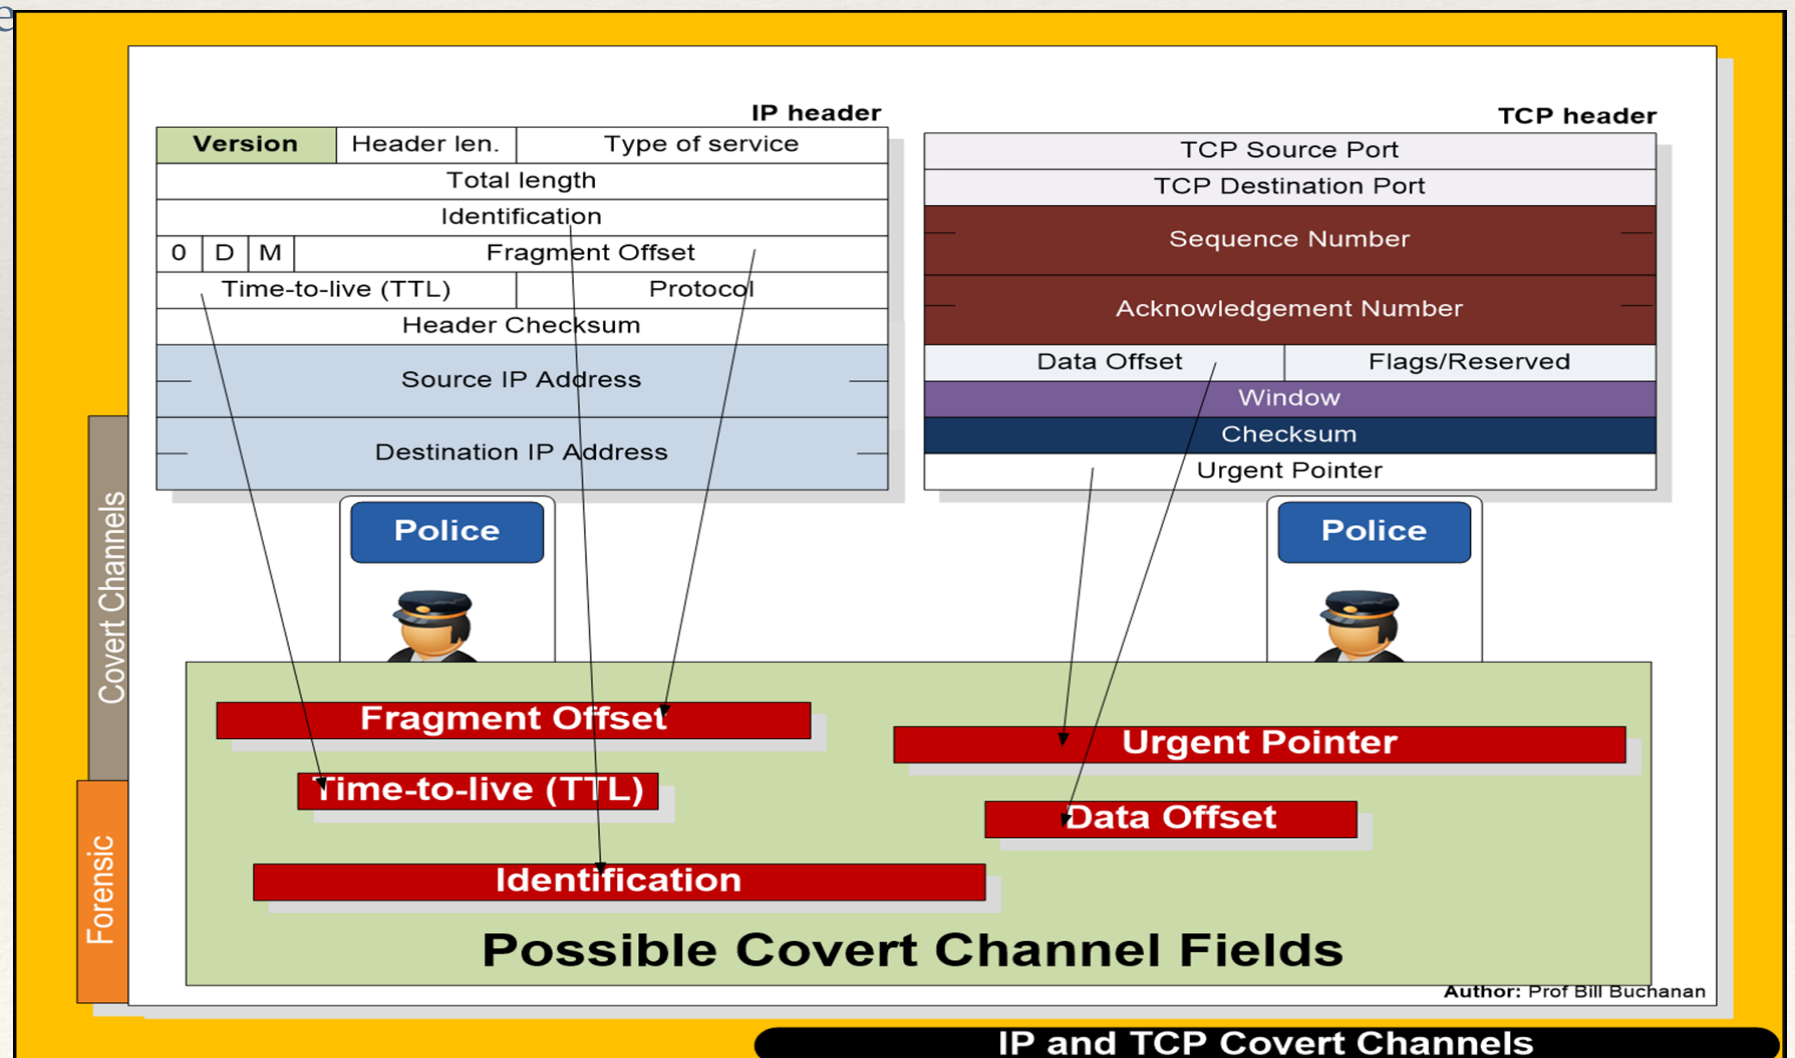 IP header
Version Header len. Type of service
Total length
Identification
0 D M Fragment Offset
Time-to-live (TTL) Protocol
Header Checksum
Source IP Address
Destination IP Address
TCP header
TCP Source Port
TCP Destination Port
Sequence Number
Acknowledgement Number
Data Offset Flags/Reserved
Window
Checksum
Urgent Pointer
Police
Police
Covert Channels
Forensic
Fragment Offset
Time-to-live (TTL)
Identification
Urgent Pointer
Data Offset
Possible Covert Channel Fields
Author: Prof Bill Buchanan
IP and TCP Covert Channels